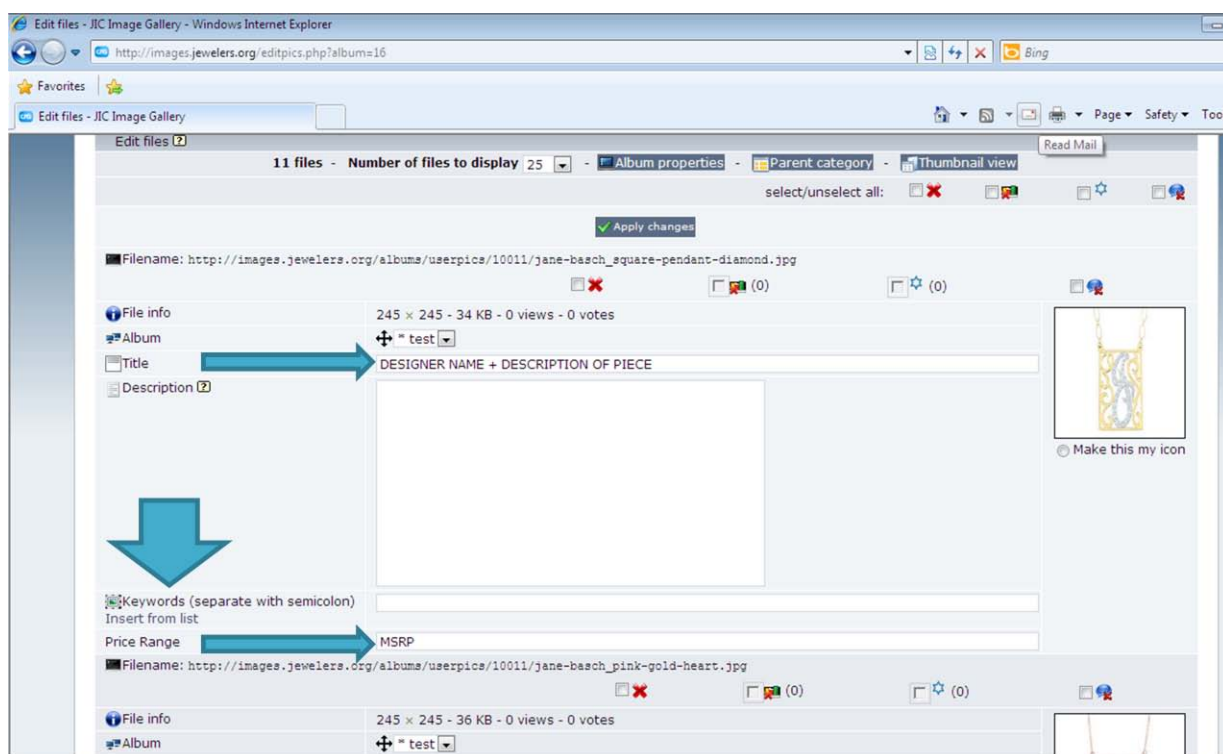 Edit files - JIC Image Gallery - Windows Internet Explorer
http://images.jewelers.org/editpics.php?album=16
Bing
Favorites
Edit files - JIC Image Gallery
Page
Safety
Too
Edit files
Read Mail
11 files - Number of files to display 25 - Album properties - Parent category - Thumbnail view
select/unselect all:
Apply changes
Filename: http://images.jewelers.org/albums/userpics/10011/jane-basch_square-pendant-diamond.jpg
(0) (0)
File info 245 × 245 - 34 KB - 0 views - 0 votes
Album * test
Title DESIGNER NAME + DESCRIPTION OF PIECE
Description
Make this my icon
Keywords (separate with semicolon)
Insert from list
Price Range MSRP
Filename: http://images.jewelers.org/albums/userpics/10011/jane-basch_pink-gold-heart.jpg
(0) (0)
File info 245 × 245 - 36 KB - 0 views - 0 votes
Album * test